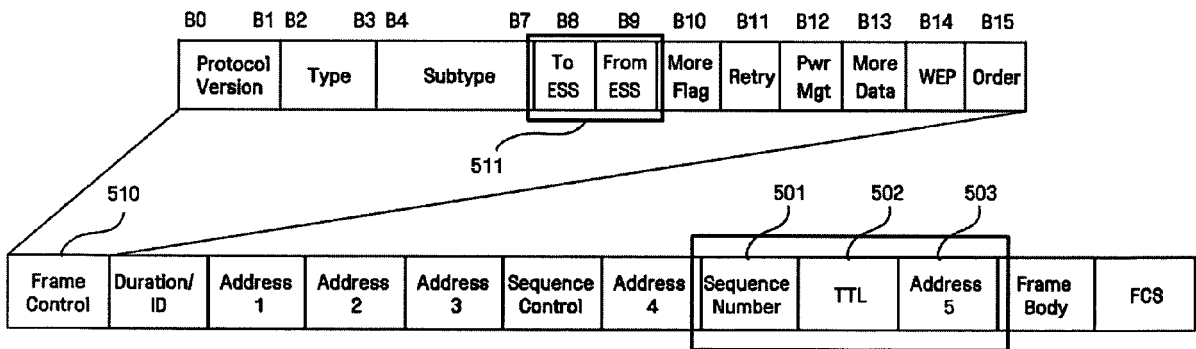 B0 B1 B2 B3 B4 B7 B8 B9 B10 B11 B12 B13 B14 B15
Protocol Version Type Subtype To ESS From ESS More Flag Retry Pwr Mgt More Data WEP Order
511
510 501 502 503
Frame Control Duration/ ID Address 1 Address 2 Address 3 Sequence Control Address 4 Sequence Number TTL Address 5 Frame Body FCS